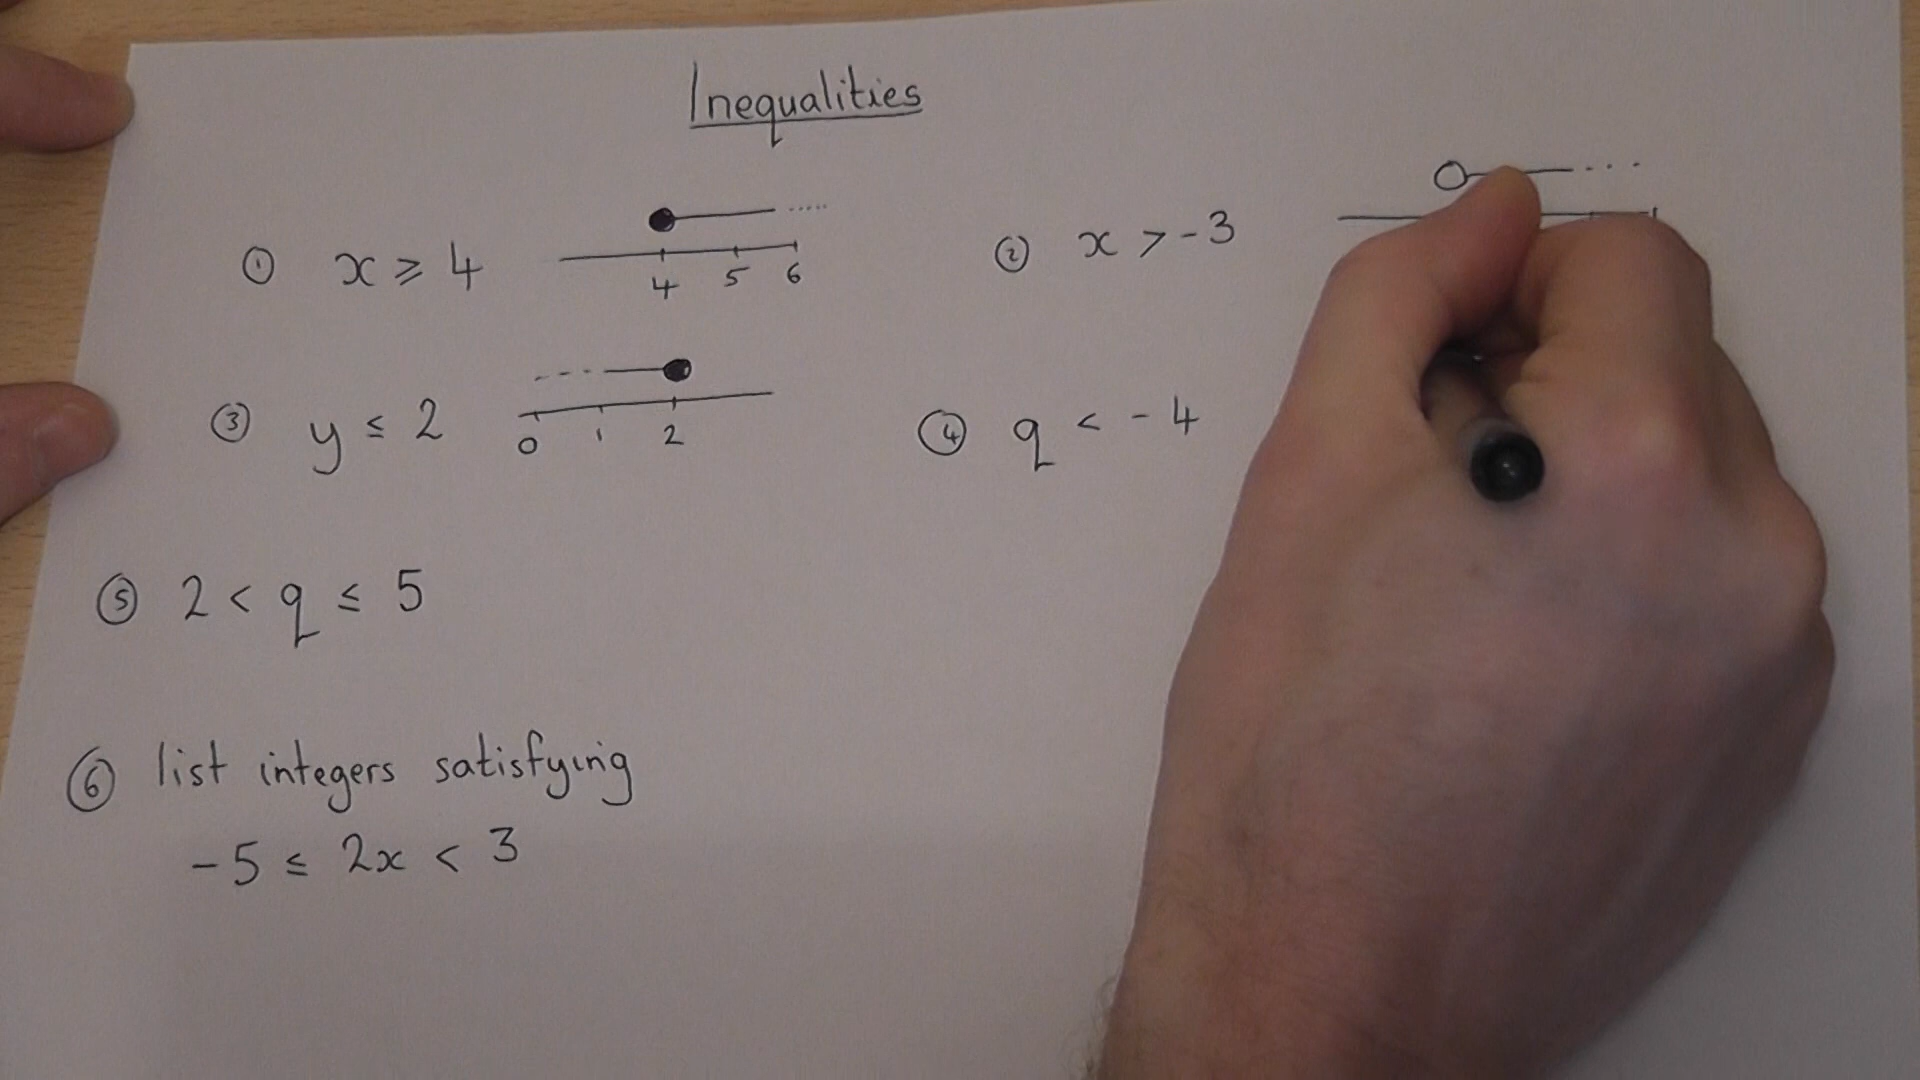 Inequalities
① x ⩾ 4
4 5 6
② x > -3
③ y ≤ 2
0 1 2
④ q < -4
⑤ 2 < q ≤ 5
⑥ list integers satisfying
-5 ≤ 2x < 3